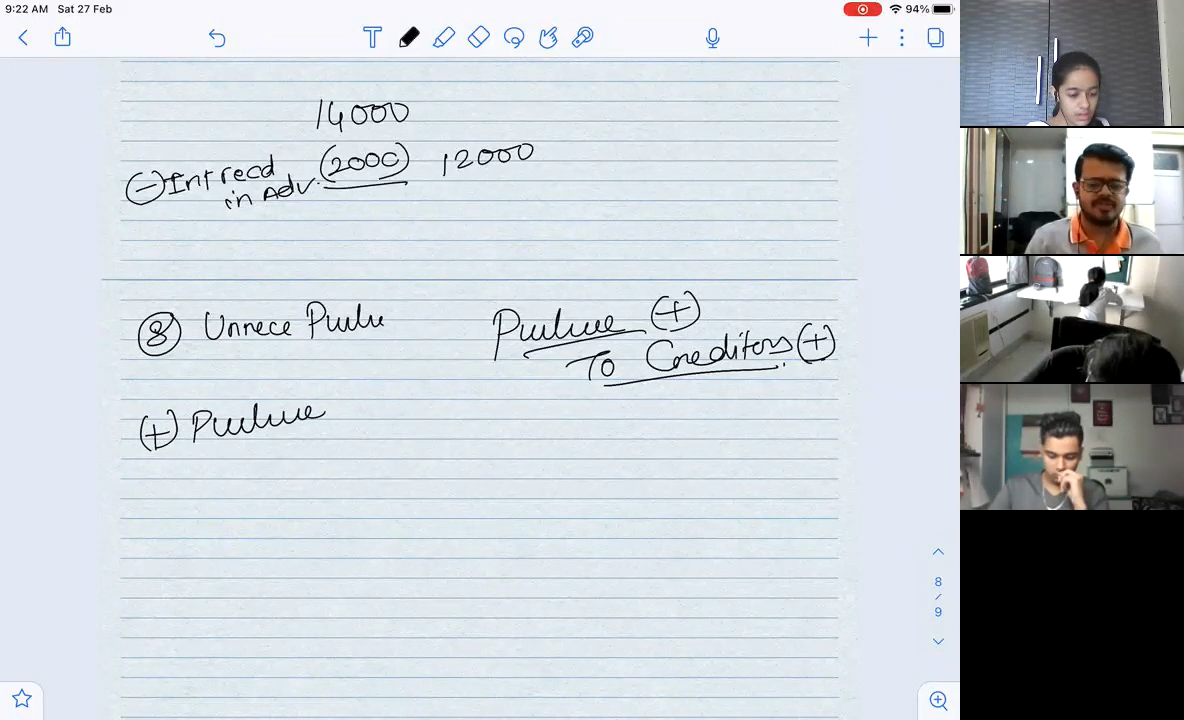 9:22 AM Sat 27 Feb
94%
14000
(-) Int recd (2000) 12000
in Adv.
(8) Unrece Purchase
Purchase (+)
To Creditors (+)
(+) Purchase
8
/
9